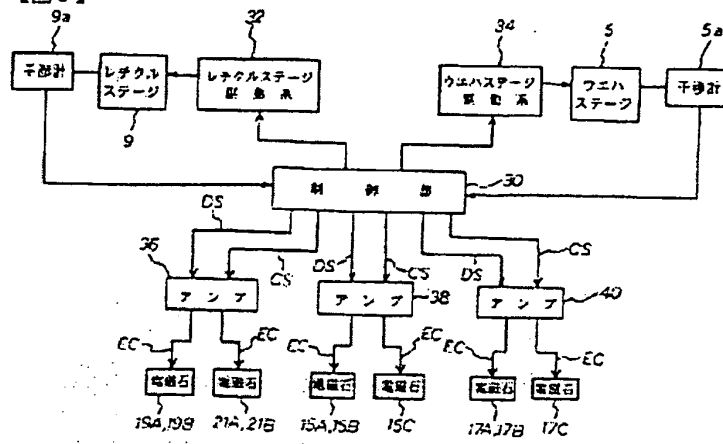 9a
32
34
5
5a
干渉計
レチクル
ステージ
レチクルステージ
駆動系
ウエハステージ
駆動系
ウエハ
ステージ
干渉計
9
制御部
30
DS
CS
DS
CS
DS
CS
36
アンプ
アンプ
38
アンプ
40
EC
EC
EC
EC
EC
EC
電磁石
電磁石
電磁石
電磁石
電磁石
電磁石
19A,19B
21A,21B
15A,15B
15C
17A,17B
17C